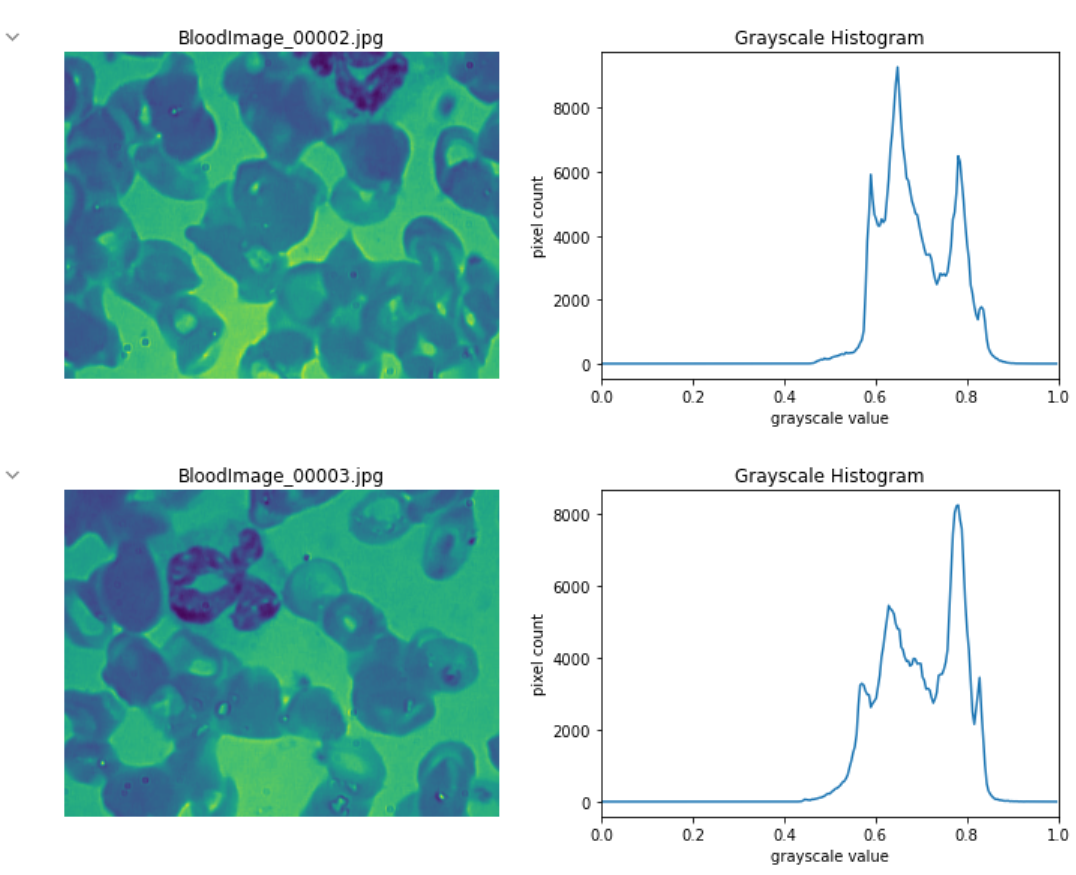 BloodImage_00002.jpg
Grayscale Histogram
pixel count
8000
6000
4000
2000
0
0.0 0.2 0.4 0.6 0.8 1.0
grayscale value
BloodImage_00003.jpg
Grayscale Histogram
pixel count
8000
6000
4000
2000
0
0.0 0.2 0.4 0.6 0.8 1.0
grayscale value